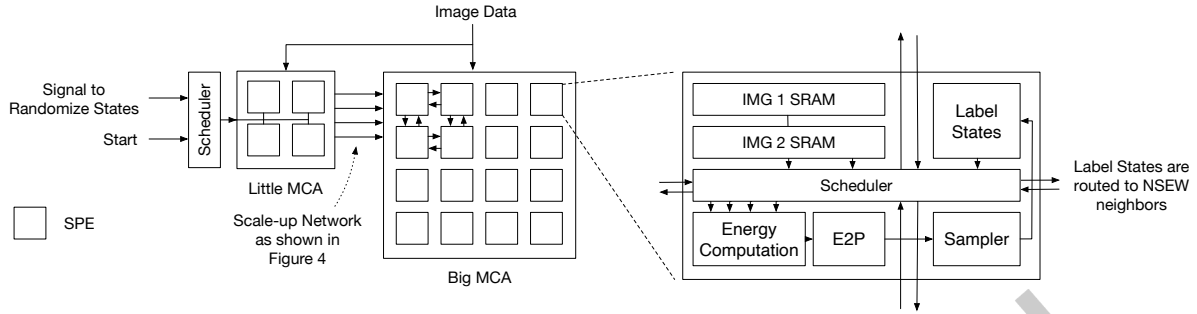 Image Data
Signal to
Randomize States
Start
Scheduler
Little MCA
Scale-up Network
as shown in
Figure 4
SPE
Big MCA
IMG 1 SRAM
IMG 2 SRAM
Label
States
Scheduler
Energy
Computation
E2P
Sampler
Label States are
routed to NSEW
neighbors